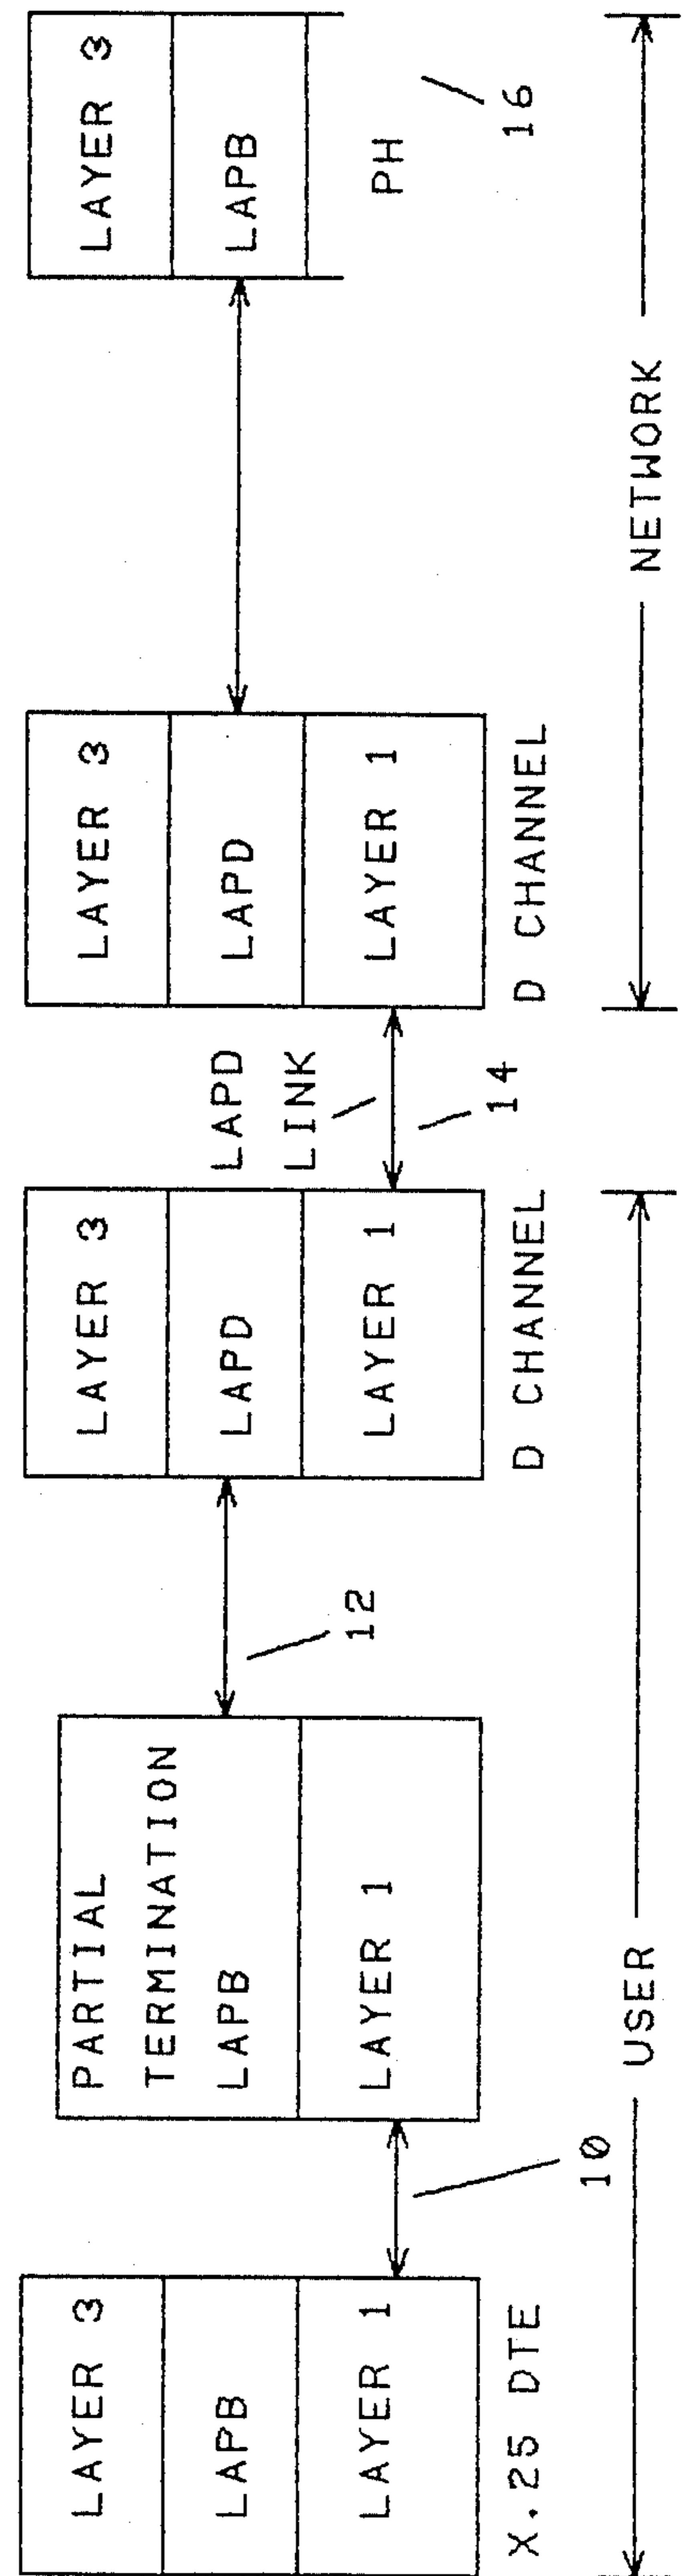 LAYER 3
LAPB
LAYER 1
X.25 DTE
10
PARTIAL
TERMINATION
LAPB
LAYER 1
12
LAYER 3
LAPD
LAYER 1
D CHANNEL
LAPD
LINK
14
LAYER 3
LAPD
LAYER 1
D CHANNEL
LAYER 3
LAPB
PH
16
USER
NETWORK